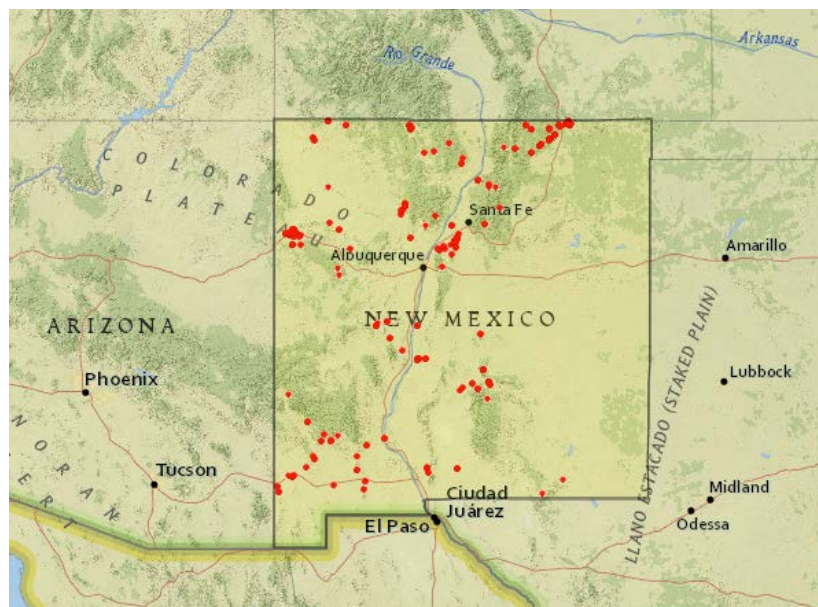 Arkansas
Rio Grande
COLORADO
PLATEAU
Santa Fe
Albuquerque
Amarillo
ARIZONA
NEW MEXICO
Phoenix
Lubbock
LLANO ESTACADO (STAKED PLAIN)
NORAN
ERT
Tucson
Midland
Ciudad
Juárez
El Paso
Odessa